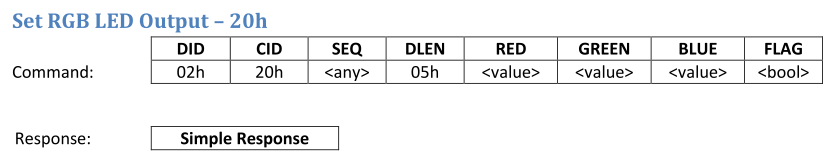 Set RGB LED Output – 20h
DID CID SEQ DLEN RED GREEN BLUE FLAG
Command: 02h 20h <any> 05h <value> <value> <value> <bool>
Response: Simple Response